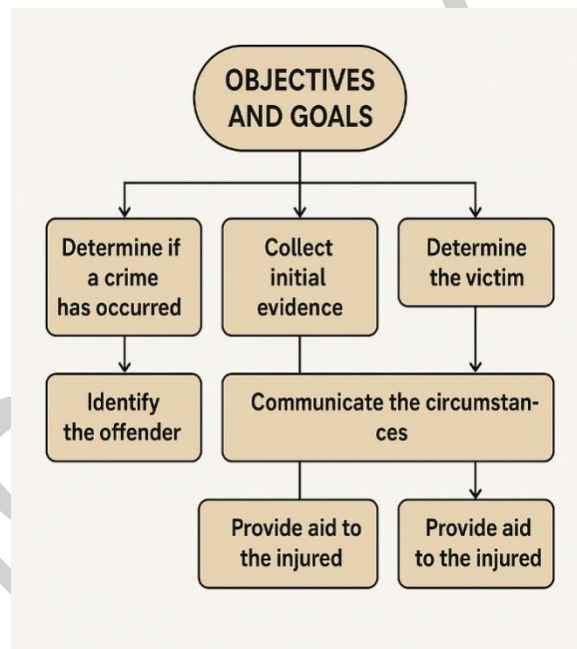 OBJECTIVES
AND GOALS
Determine if
a crime
has occurred
Collect
initial
evidence
Determine
the victim
Identify
the offender
Communicate the circumstan-
ces
Provide aid to
the injured
Provide aid
to the injured